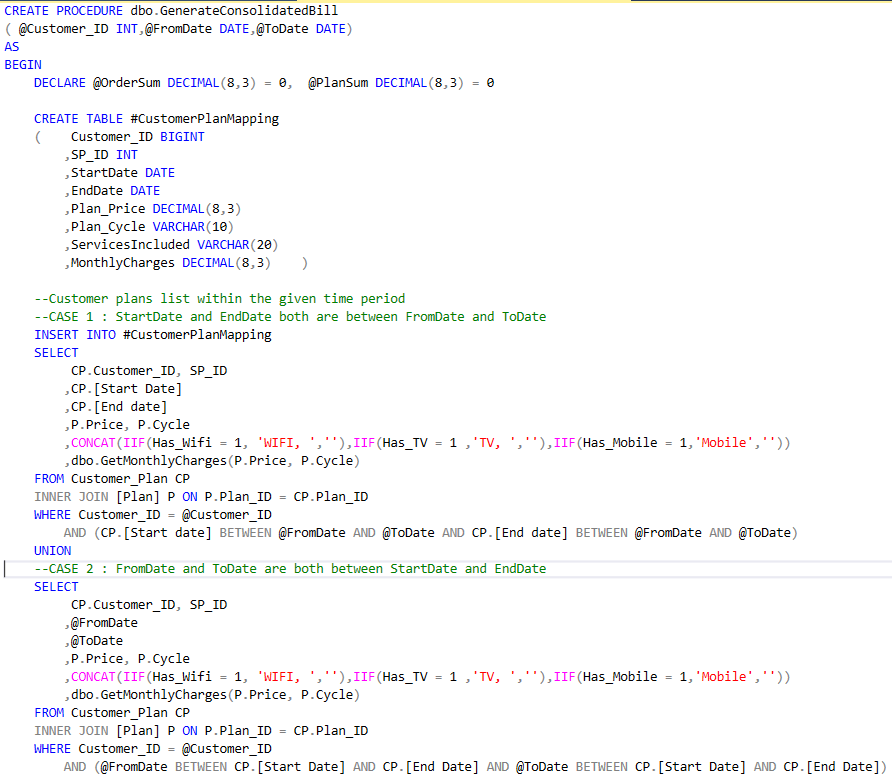 CREATE PROCEDURE dbo.GenerateConsolidatedBill
( @Customer_ID INT,@FromDate DATE,@ToDate DATE)
AS
BEGIN
DECLARE @OrderSum DECIMAL(8,3) = 0,  @PlanSum DECIMAL(8,3) = 0
CREATE TABLE #CustomerPlanMapping
(    Customer_ID BIGINT
,SP_ID INT
,StartDate DATE
,EndDate DATE
,Plan_Price DECIMAL(8,3)
,Plan_Cycle VARCHAR(10)
,ServicesIncluded VARCHAR(20)
,MonthlyCharges DECIMAL(8,3)    )
--Customer plans list within the given time period
--CASE 1 : StartDate and EndDate both are between FromDate and ToDate
INSERT INTO #CustomerPlanMapping
SELECT
CP.Customer_ID, SP_ID
,CP.[Start Date]
,CP.[End date]
,P.Price, P.Cycle
,CONCAT(IIF(Has_Wifi = 1, 'WIFI, ',''),IIF(Has_TV = 1 ,'TV, ',''),IIF(Has_Mobile = 1,'Mobile',''))
,dbo.GetMonthlyCharges(P.Price, P.Cycle)
FROM Customer_Plan CP
INNER JOIN [Plan] P ON P.Plan_ID = CP.Plan_ID
WHERE Customer_ID = @Customer_ID
AND (CP.[Start date] BETWEEN @FromDate AND @ToDate AND CP.[End date] BETWEEN @FromDate AND @ToDate)
UNION
--CASE 2 : FromDate and ToDate are both between StartDate and EndDate
SELECT
CP.Customer_ID, SP_ID
,@FromDate
,@ToDate
,P.Price, P.Cycle
,CONCAT(IIF(Has_Wifi = 1, 'WIFI, ',''),IIF(Has_TV = 1 ,'TV, ',''),IIF(Has_Mobile = 1,'Mobile',''))
,dbo.GetMonthlyCharges(P.Price, P.Cycle)
FROM Customer_Plan CP
INNER JOIN [Plan] P ON P.Plan_ID = CP.Plan_ID
WHERE Customer_ID = @Customer_ID
AND (@FromDate BETWEEN CP.[Start Date] AND CP.[End Date] AND @ToDate BETWEEN CP.[Start Date] AND CP.[End Date])